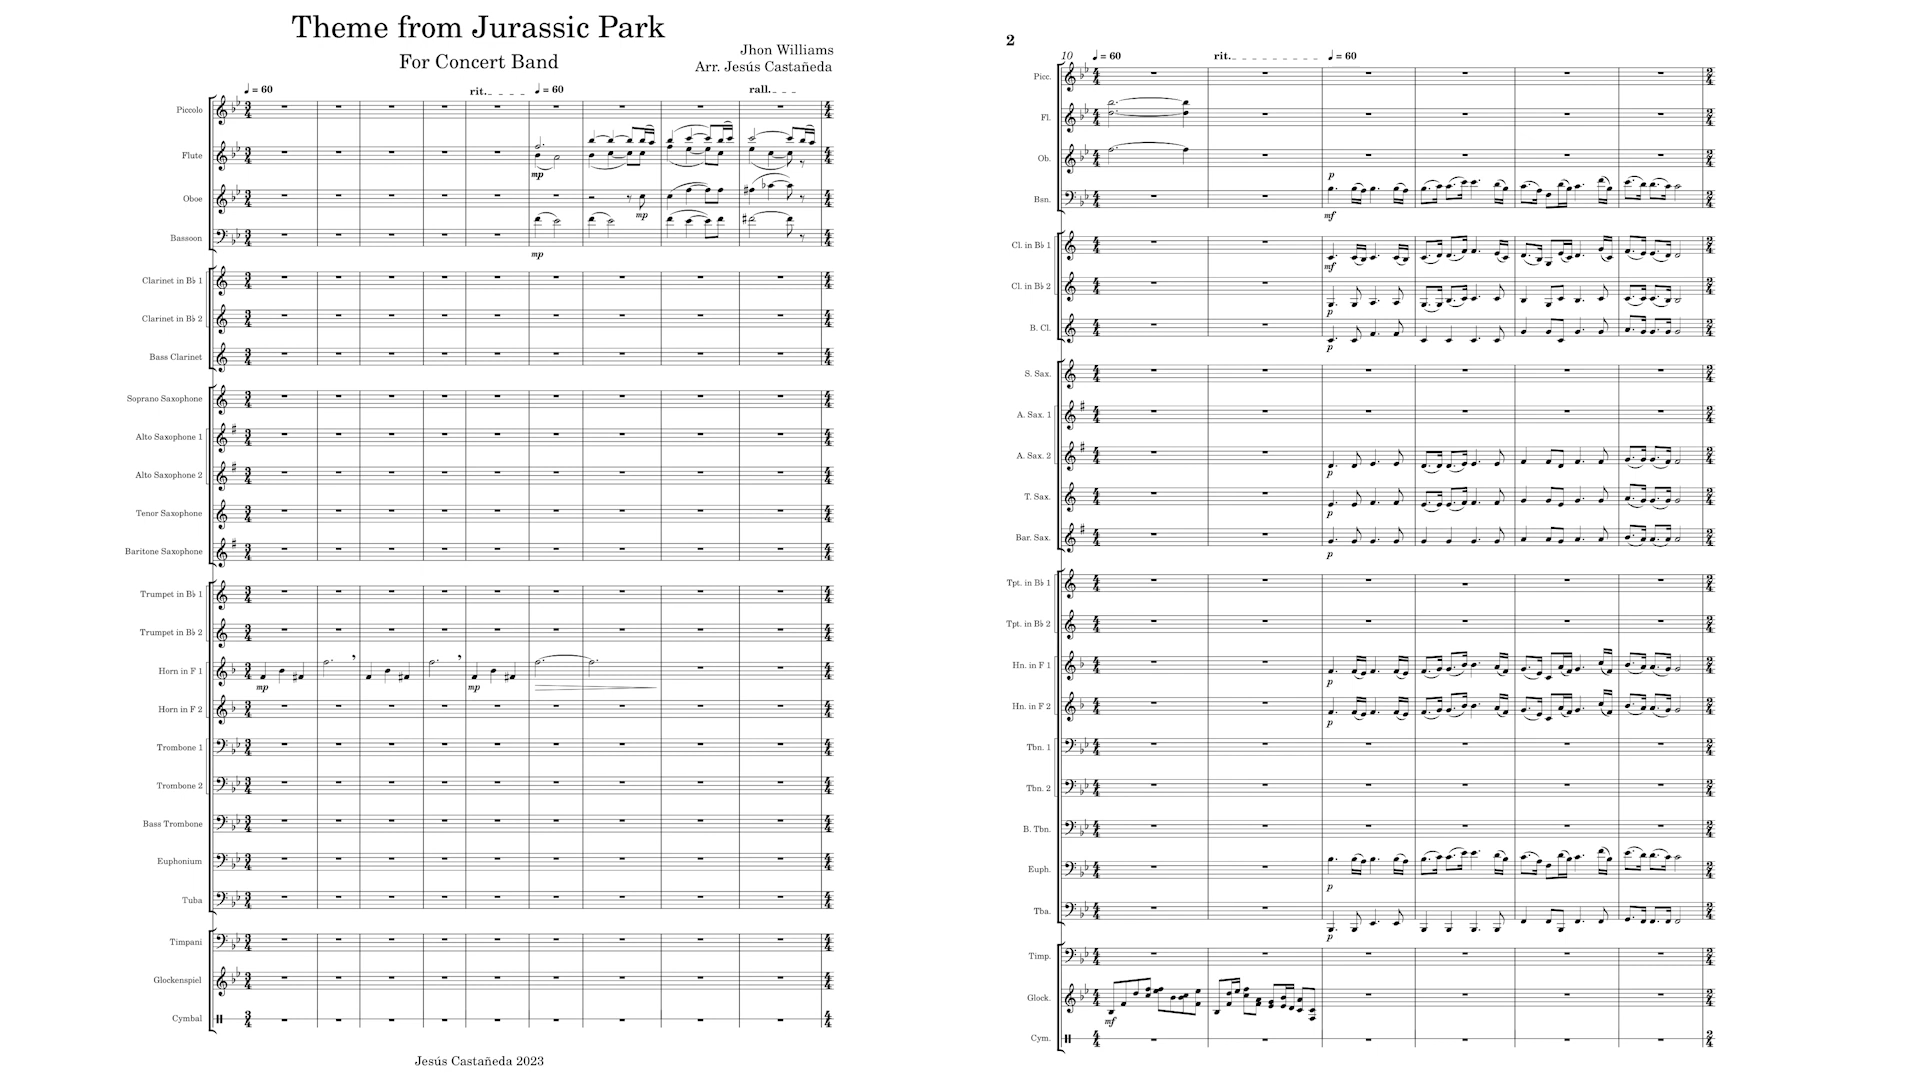 Theme from Jurassic Park
For Concert Band
Jhon Williams
Arr. Jesús Castañeda
♩ = 60
rit.
♩ = 60
rall.
Piccolo
Flute
mp
Oboe
mp
Bassoon
mp
Clarinet in B♭ 1
Clarinet in B♭ 2
Bass Clarinet
Soprano Saxophone
Alto Saxophone 1
Alto Saxophone 2
Tenor Saxophone
Baritone Saxophone
Trumpet in B♭ 1
Trumpet in B♭ 2
Horn in F 1
mp
mp
Horn in F 2
Trombone 1
Trombone 2
Bass Trombone
Euphonium
Tuba
Timpani
Glockenspiel
Cymbal
Jesús Castañeda 2023
2
10
♩ = 60
rit.
♩ = 60
Picc.
Fl.
Ob.
p
Bsn.
mf
Cl. in B♭ 1
mf
Cl. in B♭ 2
p
B. Cl.
p
S. Sax.
A. Sax. 1
A. Sax. 2
p
T. Sax.
p
Bar. Sax.
p
Tpt. in B♭ 1
Tpt. in B♭ 2
Hn. in F 1
p
Hn. in F 2
p
Tbn. 1
Tbn. 2
B. Tbn.
Euph.
p
Tba.
p
Timp.
Glock.
mf
Cym.